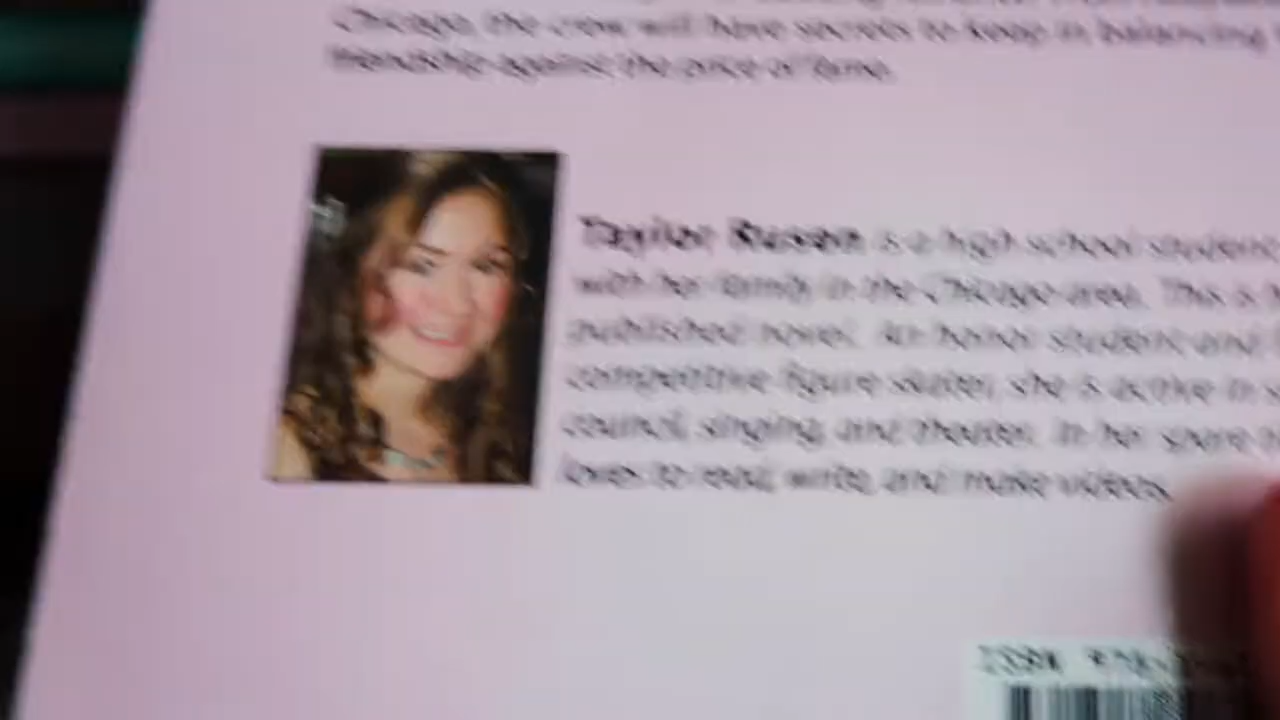 Chicago, the crew will have secrets to keep in balancing
friendship against the price of fame.
Taylor is a high school student
with her family in the Chicago area. This is
published novel. An honor student and
competitive figure skater, she is active in
council, singing, and theater. In her spare
loves to read, write, and make videos.
ISBN